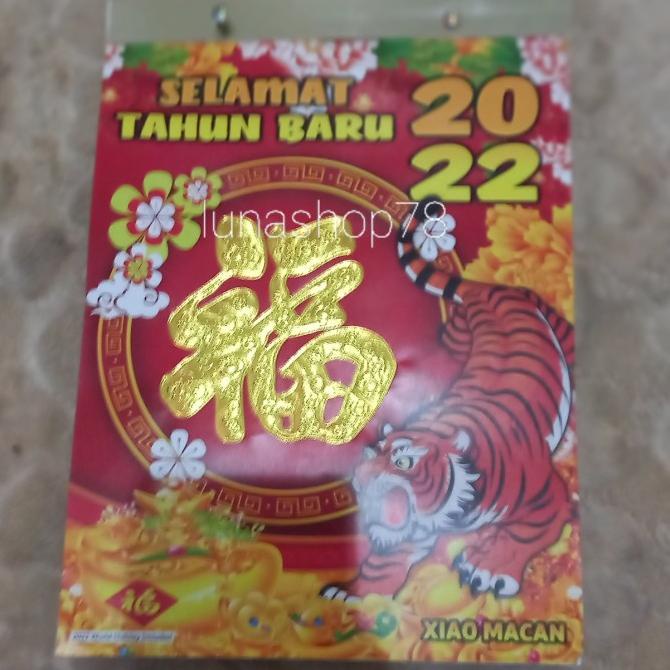 SELAMAT
TAHUN BARU
20
22
lunashop78
福
福
XIAO MACAN